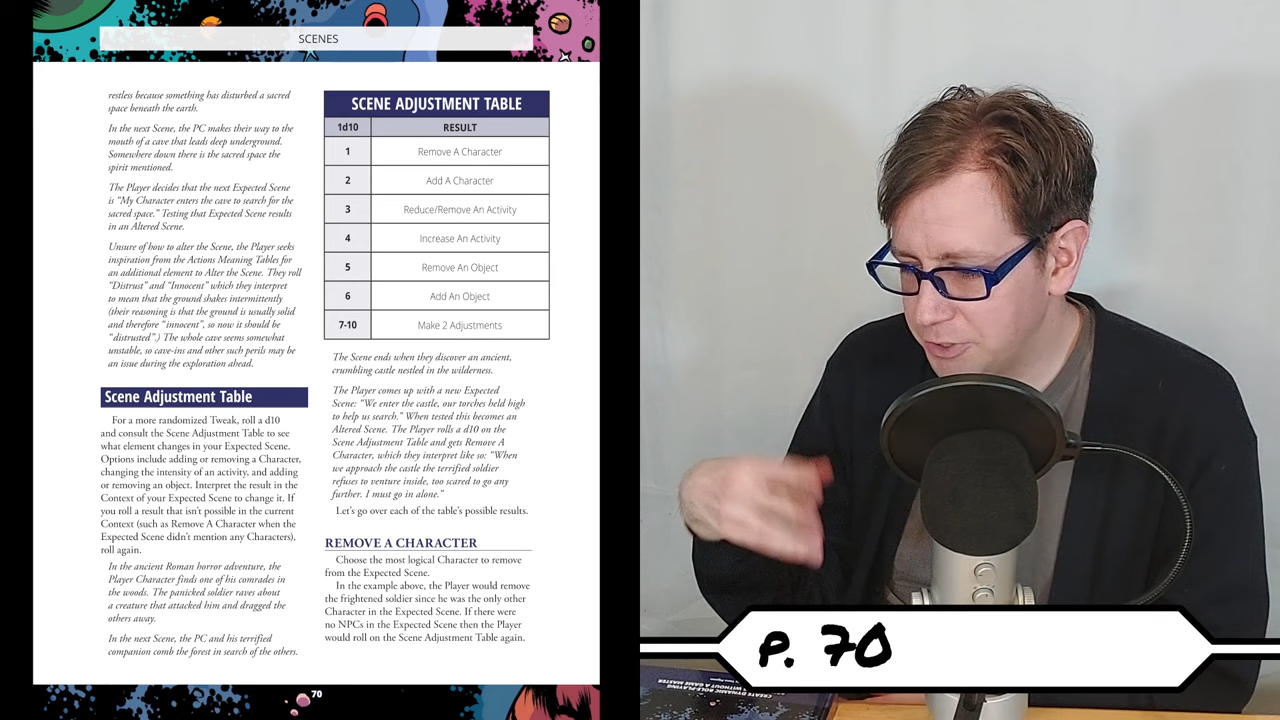 SCENES
restless because something has disturbed a sacred
space beneath the earth.
In the next Scene, the PC makes their way to the
mouth of a cave that leads deep underground.
Somewhere down there is the sacred space the
spirit mentioned.
The Player decides that the next Expected Scene
is “My Character enters the cave to search for the
sacred space.” Testing that Expected Scene results
in an Altered Scene.
Unsure of how to alter the Scene, the Player seeks
inspiration from the Actions Meaning Tables for
an additional element to Alter the Scene. They roll
“Distrust” and “Innocent” which they interpret
to mean that the ground shakes intermittently
(their reasoning is that the ground is usually solid
and therefore “innocent”, so now it should be
“distrusted”.) The whole cave seems somewhat
unstable, so cave-ins and other such perils may be
an issue during the exploration ahead.
Scene Adjustment Table
For a more randomized Tweak, roll a d10
and consult the Scene Adjustment Table to see
what element changes in your Expected Scene.
Options include adding or removing a Character,
changing the intensity of an activity, and adding
or removing an object. Interpret the result in the
Context of your Expected Scene to change it. If
you roll a result that isn’t possible in the current
Context (such as Remove A Character when the
Expected Scene didn’t mention any Characters),
roll again.
In the ancient Roman horror adventure, the
Player Character finds one of his comrades in
the woods. The panicked soldier raves about
a creature that attacked him and dragged the
others away.
In the next Scene, the PC and his terrified
companion comb the forest in search of the others.
SCENE ADJUSTMENT TABLE
1d10 RESULT
1 Remove A Character
2 Add A Character
3 Reduce/Remove An Activity
4 Increase An Activity
5 Remove An Object
6 Add An Object
7-10 Make 2 Adjustments
The Scene ends when they discover an ancient,
crumbling castle nestled in the wilderness.
The Player comes up with a new Expected
Scene: “We enter the castle, our torches held high
to help us search.” When tested this becomes an
Altered Scene. The Player rolls a d10 on the
Scene Adjustment Table and gets Remove A
Character, which they interpret like so: “When
we approach the castle the terrified soldier
refuses to venture inside, too scared to go any
further. I must go in alone.”
Let’s go over each of the table’s possible results.
REMOVE A CHARACTER
Choose the most logical Character to remove
from the Expected Scene.
In the example above, the Player would remove
the frightened soldier since he was the only other
Character in the Expected Scene. If there were
no NPCs in the Expected Scene then the Player
would roll on the Scene Adjustment Table again.
70
p. 70
CREATE DYNAMIC ROLE-PLAYING
WITHOUT A GAME MASTER